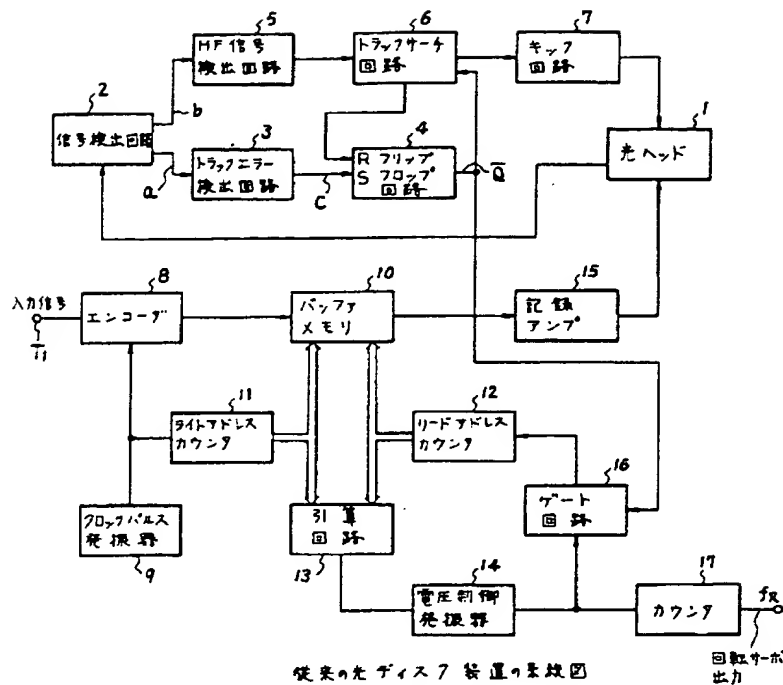 5
HF信号
検出回路
6
トラックサーチ
回路
7
キック
回路
2
信号検出回路
b
a
3
トラックエラー
検出回路
C
4
R フリップ
S フロップ
回路
Q̅
1
光ヘッド
入力信号
T1
8
エンコーダ
10
バッファ
メモリ
15
記録
アンプ
11
ライトアドレス
カウンタ
12
リードアドレス
カウンタ
16
ゲート
回路
クロックパルス
発振器
9
引算
回路
13
14
電圧制御
発振器
17
カウンタ
fR
回転サーボ
出力
従来の光ディスク装置の系統図